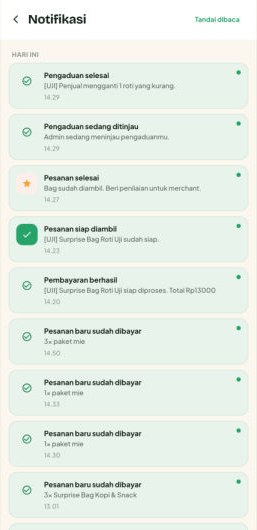 Notifikasi
Tandai dibaca
HARI INI
Pengaduan selesai
[UJI] Penjual mengganti 1 roti yang kurang.
14.29
Pengaduan sedang ditinjau
Admin sedang meninjau pengaduanmu.
14.29
Pesanan selesai
Bag sudah diambil. Beri penilaian untuk merchant.
14.27
Pesanan siap diambil
[UJI] Surprise Bag Roti Uji sudah siap.
14.23
Pembayaran berhasil
[UJI] Surprise Bag Roti Uji siap diproses. Total Rp13000
14.20
Pesanan baru sudah dibayar
3× paket mie
14.50
Pesanan baru sudah dibayar
1× paket mie
14.33
Pesanan baru sudah dibayar
1× paket mie
14.30
Pesanan baru sudah dibayar
3× Surprise Bag Kopi & Snack
13.01